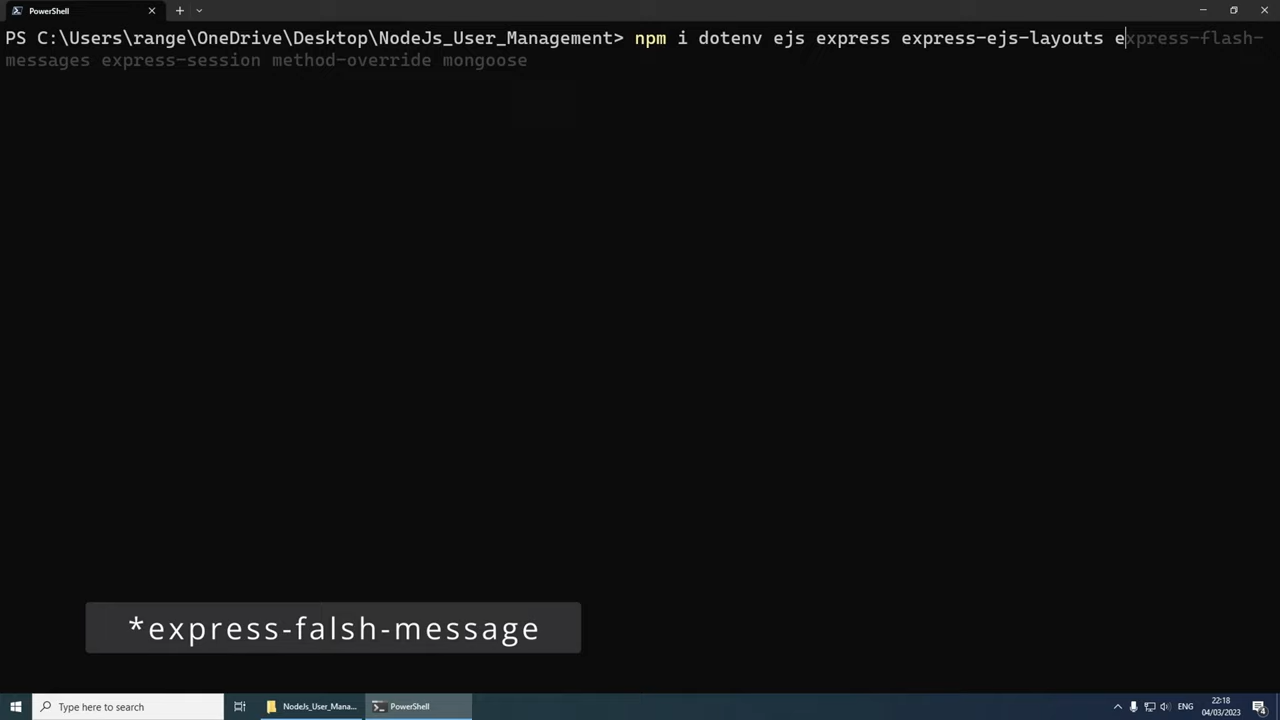 PowerShell
PS C:\Users\range\OneDrive\Desktop\NodeJs_User_Management> npm i dotenv ejs express express-ejs-layouts express-flash-
messages express-session method-override mongoose
*express-falsh-message
Type here to search
NodeJs_User_Mana...
PowerShell
ENG
22:18
04/03/2023
4